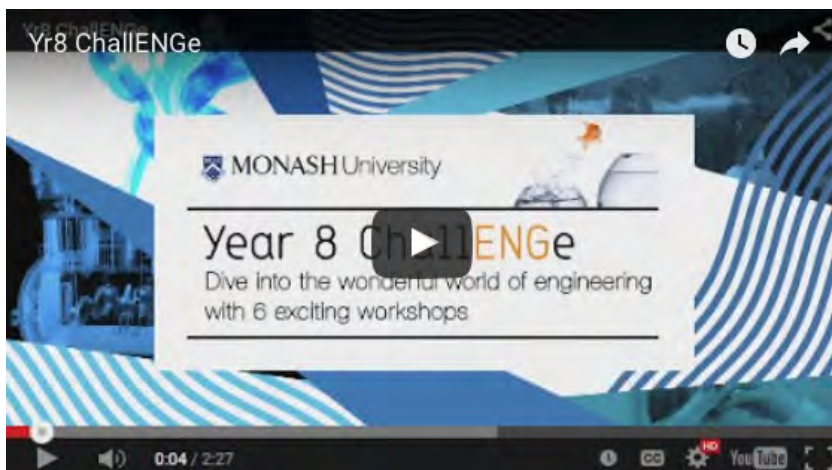 Yr8 ChallENGe
MONASH University
Year 8 ChallENGe
Dive into the wonderful world of engineering
with 6 exciting workshops
0:04 / 2:27
CC
HD
YouTube